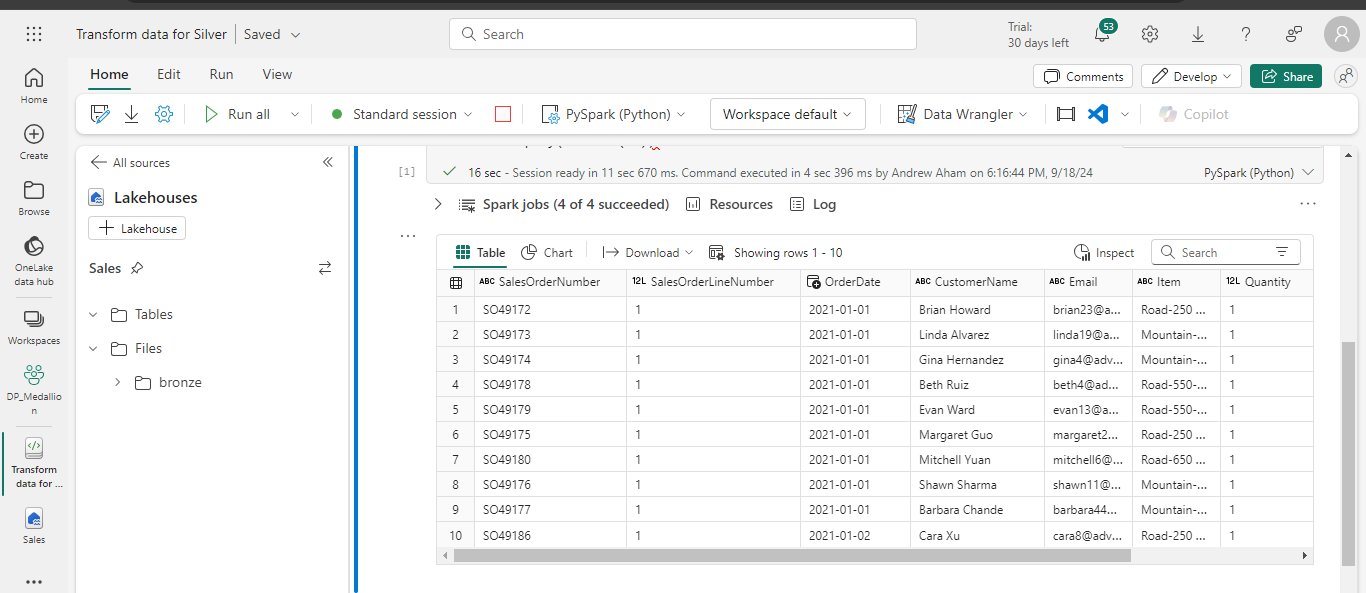 Transform data for Silver
Saved
Search
Trial:
30 days left
53
Home
Edit
Run
View
Comments
Develop
Share
Run all
Standard session
PySpark (Python)
Workspace default
Data Wrangler
Copilot
Home
Create
Browse
OneLake
data hub
Workspaces
DP_Medallio
n
Transform
data for ...
Sales
All sources
Lakehouses
Lakehouse
Sales
Tables
Files
bronze
[1]
16 sec - Session ready in 11 sec 670 ms. Command executed in 4 sec 396 ms by Andrew Aham on 6:16:44 PM, 9/18/24
PySpark (Python)
Spark jobs (4 of 4 succeeded)
Resources
Log
Table
Chart
Download
Showing rows 1 - 10
Inspect
Search
ABC SalesOrderNumber 12L SalesOrderLineNumber OrderDate ABC CustomerName ABC Email ABC Item 12L Quantity
1 SO49172 1 2021-01-01 Brian Howard brian23@a... Road-250 ... 1
2 SO49173 1 2021-01-01 Linda Alvarez linda19@a... Mountain-... 1
3 SO49174 1 2021-01-01 Gina Hernandez gina4@adv... Mountain-... 1
4 SO49178 1 2021-01-01 Beth Ruiz beth4@ad... Road-550-... 1
5 SO49179 1 2021-01-01 Evan Ward evan13@a... Road-550-... 1
6 SO49175 1 2021-01-01 Margaret Guo margaret2... Road-250 ... 1
7 SO49180 1 2021-01-01 Mitchell Yuan mitchell6@... Road-650 ... 1
8 SO49176 1 2021-01-01 Shawn Sharma shawn11@... Mountain-... 1
9 SO49177 1 2021-01-01 Barbara Chande barbara44... Mountain-... 1
10 SO49186 1 2021-01-02 Cara Xu cara8@adv... Road-250 ... 1